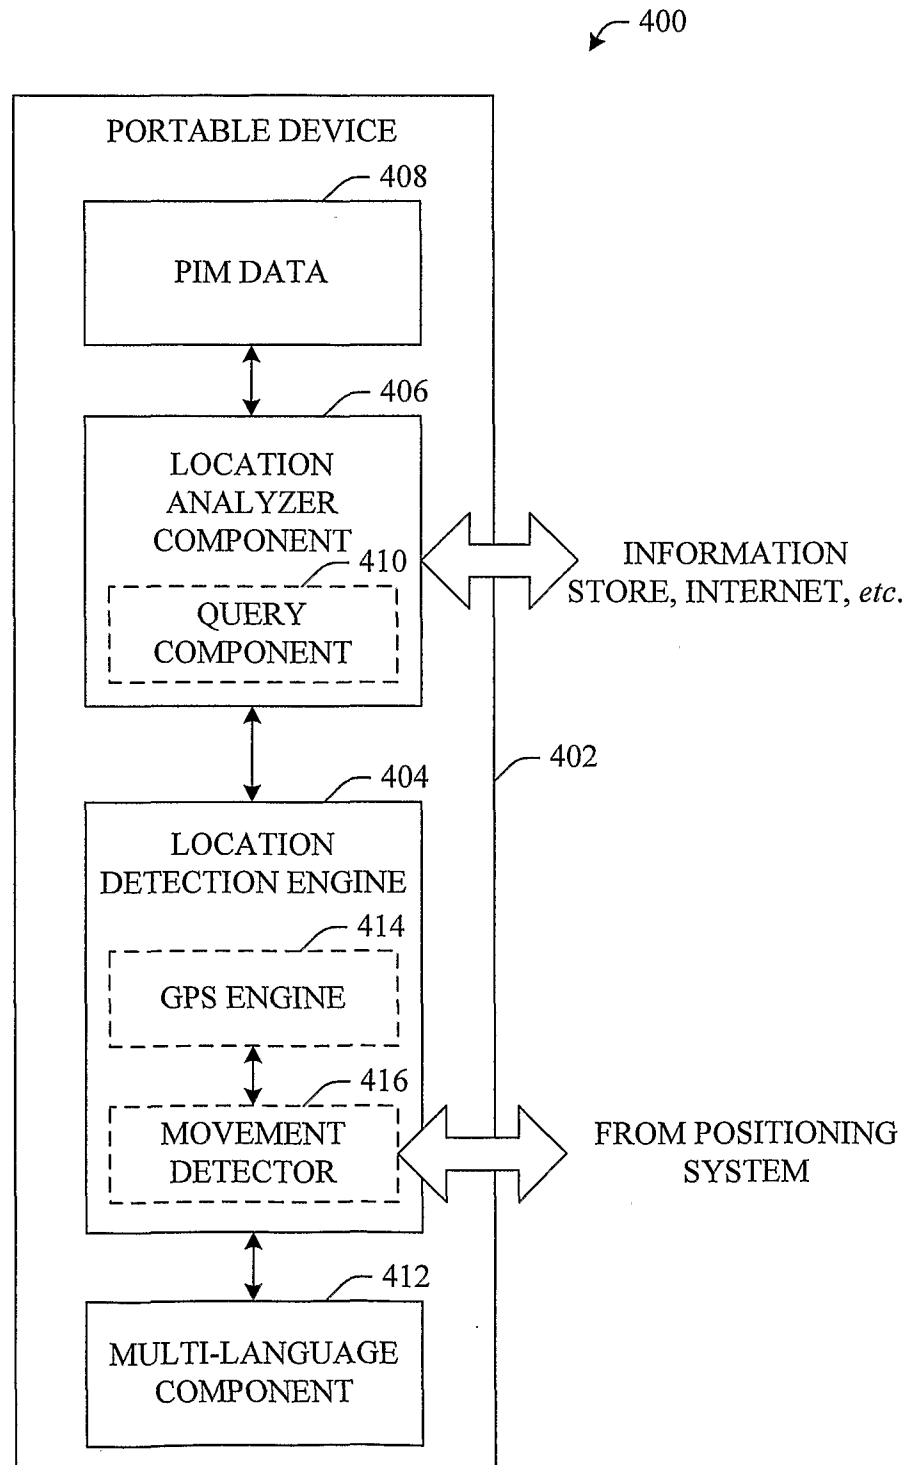 400
PORTABLE DEVICE
408
PIM DATA
406
LOCATION
ANALYZER
COMPONENT
410
QUERY
COMPONENT
INFORMATION
STORE, INTERNET, etc.
402
404
LOCATION
DETECTION ENGINE
414
GPS ENGINE
416
MOVEMENT
DETECTOR
FROM POSITIONING
SYSTEM
412
MULTI-LANGUAGE
COMPONENT